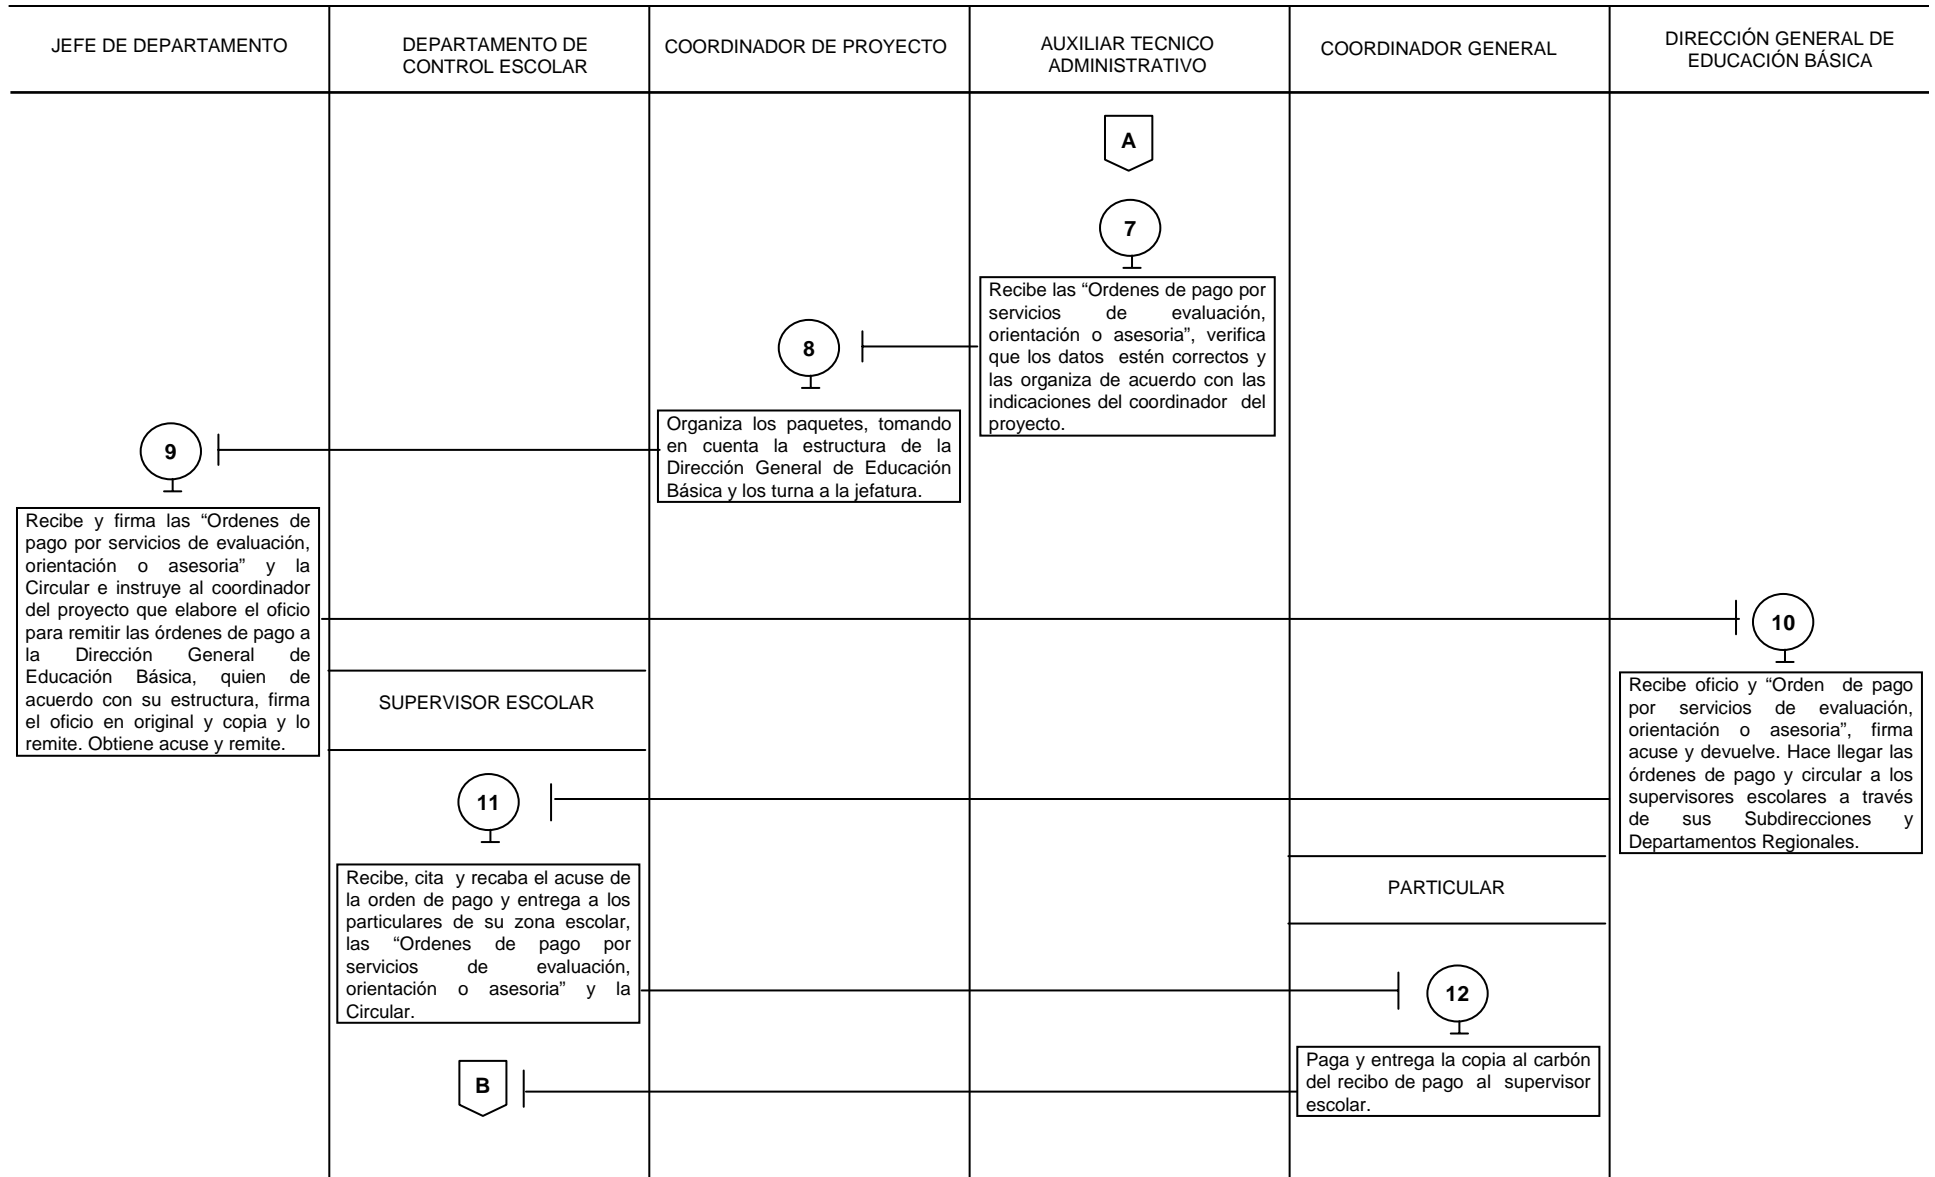 JEFE DE DEPARTAMENTO
DEPARTAMENTO DE
CONTROL ESCOLAR
COORDINADOR DE PROYECTO
AUXILIAR TECNICO
ADMINISTRATIVO
COORDINADOR GENERAL
DIRECCIÓN GENERAL DE
EDUCACIÓN BÁSICA
A
7
Recibe las “Ordenes de pago por
servicios de evaluación,
orientación o asesoria”, verifica
que los datos estén correctos y
las organiza de acuerdo con las
indicaciones del coordinador del
proyecto.
8
Organiza los paquetes, tomando
en cuenta la estructura de la
Dirección General de Educación
Básica y los turna a la jefatura.
9
Recibe y firma las “Ordenes de
pago por servicios de evaluación,
orientación o asesoria” y la
Circular e instruye al coordinador
del proyecto que elabore el oficio
para remitir las órdenes de pago a
la Dirección General de
Educación Básica, quien de
acuerdo con su estructura, firma
el oficio en original y copia y lo
remite. Obtiene acuse y remite.
10
Recibe oficio y “Orden de pago
por servicios de evaluación,
orientación o asesoria”, firma
acuse y devuelve. Hace llegar las
órdenes de pago y circular a los
supervisores escolares a través
de sus Subdirecciones y
Departamentos Regionales.
SUPERVISOR ESCOLAR
11
Recibe, cita y recaba el acuse de
la orden de pago y entrega a los
particulares de su zona escolar,
las “Ordenes de pago por
servicios de evaluación,
orientación o asesoria” y la
Circular.
PARTICULAR
12
Paga y entrega la copia al carbón
del recibo de pago al supervisor
escolar.
B